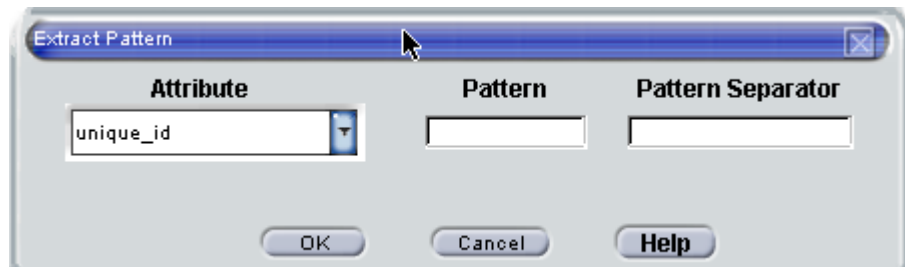 Extract Pattern
Attribute Pattern Pattern Separator
unique_id
OK Cancel Help